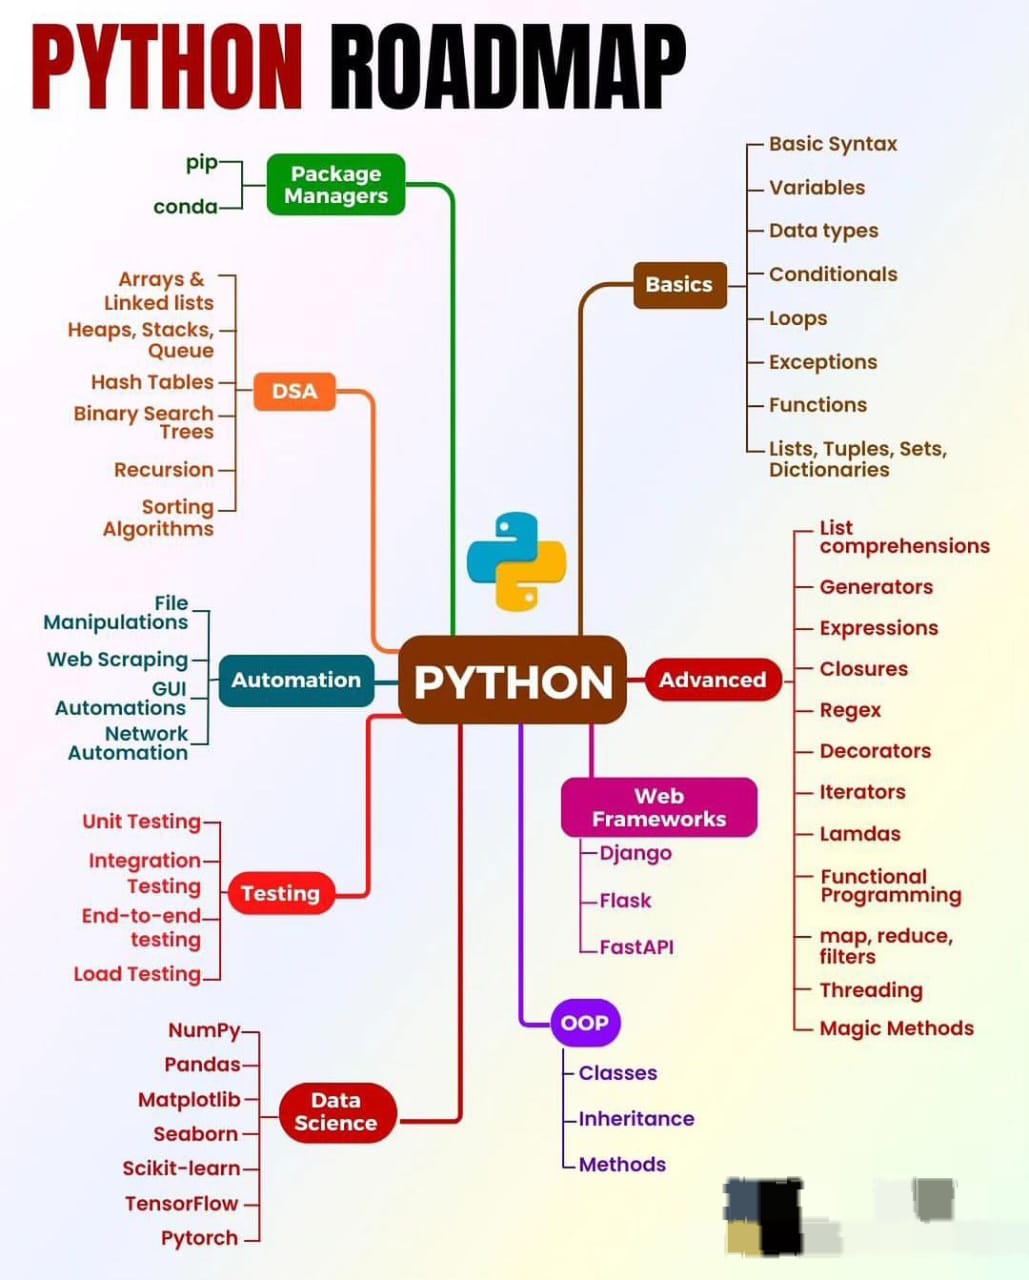 PYTHON ROADMAP
Package
Managers
pip
conda
Basics
Basic Syntax
Variables
Data types
Conditionals
Loops
Exceptions
Functions
Lists, Tuples, Sets,
Dictionaries
DSA
Arrays &
Linked lists
Heaps, Stacks,
Queue
Hash Tables
Binary Search
Trees
Recursion
Sorting
Algorithms
PYTHON
Automation
File
Manipulations
Web Scraping
GUI
Automations
Network
Automation
Advanced
List
comprehensions
Generators
Expressions
Closures
Regex
Decorators
Iterators
Lamdas
Functional
Programming
map, reduce,
filters
Threading
Magic Methods
Web
Frameworks
Django
Flask
FastAPI
Testing
Unit Testing
Integration
Testing
End-to-end
testing
Load Testing
OOP
Classes
Inheritance
Methods
Data
Science
NumPy
Pandas
Matplotlib
Seaborn
Scikit-learn
TensorFlow
Pytorch